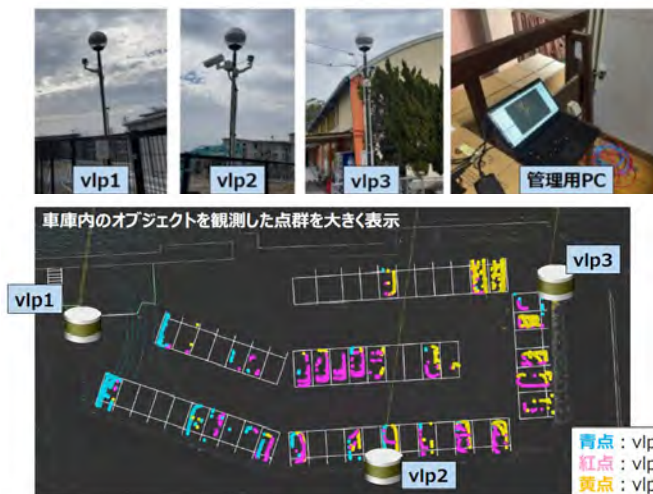 vlp1
vlp2
vlp3
管理用PC
車庫内のオブジェクトを観測した点群を大きく表示
vlp1
vlp3
vlp2
青点：vlp
紅点：vlp
黄点：vlp